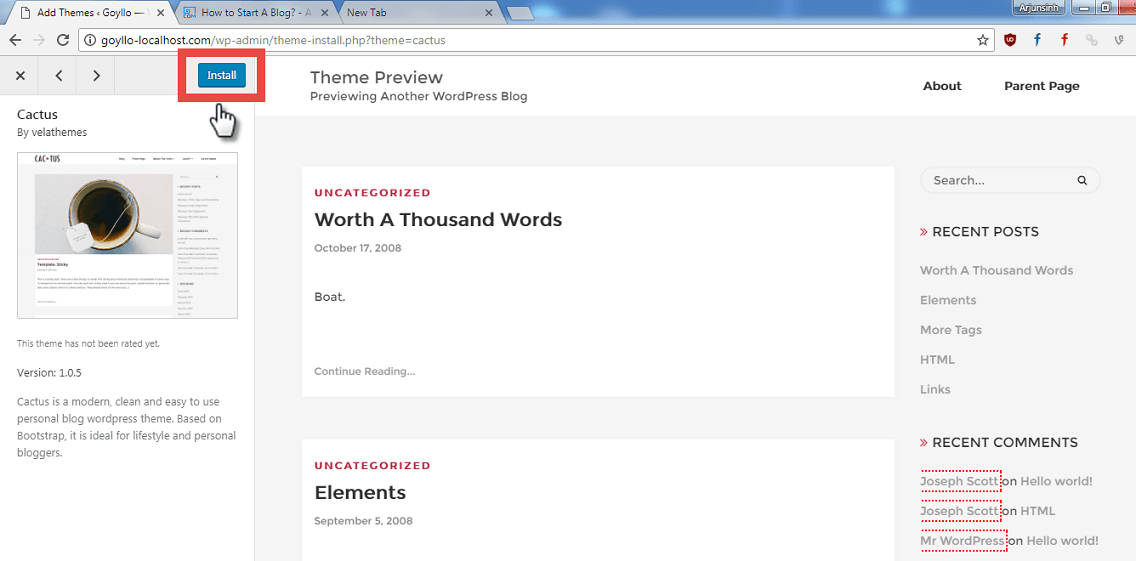 Add Themes ‹ Goyllo —
How to Start A Blog? - A
New Tab
Arjunsinh
goyllo-localhost.com/wp-admin/theme-install.php?theme=cactus
Install
Cactus
By velathemes
CACTUS
Template: Sticky
This theme has not been rated yet.
Version: 1.0.5
Cactus is a modern, clean and easy to use
personal blog wordpress theme. Based on
Bootstrap, it is ideal for lifestyle and personal
bloggers.
Theme Preview
Previewing Another WordPress Blog
About
Parent Page
UNCATEGORIZED
Worth A Thousand Words
October 17, 2008
Boat.
Continue Reading...
UNCATEGORIZED
Elements
September 5, 2008
Search...
» RECENT POSTS
Worth A Thousand Words
Elements
More Tags
HTML
Links
» RECENT COMMENTS
Joseph Scott on Hello world!
Joseph Scott on HTML
Mr WordPress on Hello world!